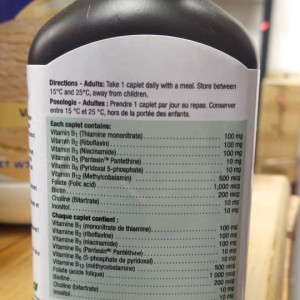 Directions - Adults: Take 1 caplet daily with a meal. Store between
15°C and 25°C, away from children.
Posologie - Adultes : Prendre 1 caplet par jour au repas. Conserver
entre 15 °C et 25 °C, hors de la portée des enfants.
Each caplet contains:
Vitamin B₁ (Thiamine mononitrate) 100 mg
Vitamin B₂ (Riboflavin) 100 mg
Vitamin B₃ (Niacinamide) 100 mg
Vitamin B₅ (Pantesin™ Pantethine) 10 mg
Vitamin B₆ (Pyridoxal 5-phosphate) 10 mg
Vitamin B₁₂ (Methylcobalamin) 500 mcg
Folate (Folic acid) 1,000 mcg
Biotin 200 mcg
Choline (Bitartrate) 10 mg
Inositol 10 mg
Chaque caplet contient :
Vitamine B₁ (mononitrate de thiamine) 100 mg
Vitamine B₂ (riboflavine) 100 mg
Vitamine B₃ (niacinamide) 100 mg
Vitamine B₅ (Pantesin™ Pantéthine) 10 mg
Vitamine B₆ (5-phosphate de pyridoxal) 10 mg
Vitamine B₁₂ (méthylcobalamine) 500 mcg
Folate (acide folique) 1 000 mcg
Biotine 200 mcg
Choline (bitartrate) 10 mg
Inositol 10 mg